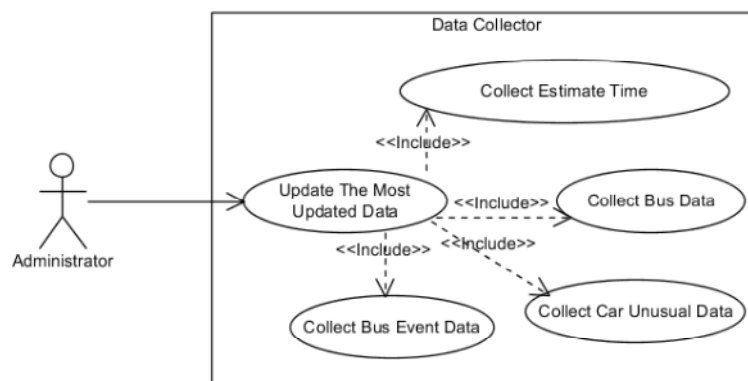 Data Collector
Collect Estimate Time
<<Include>>
Update The Most
Updated Data
<<Include>>
Collect Bus Data
<<Include>>
<<Include>>
Administrator
Collect Bus Event Data
Collect Car Unusual Data